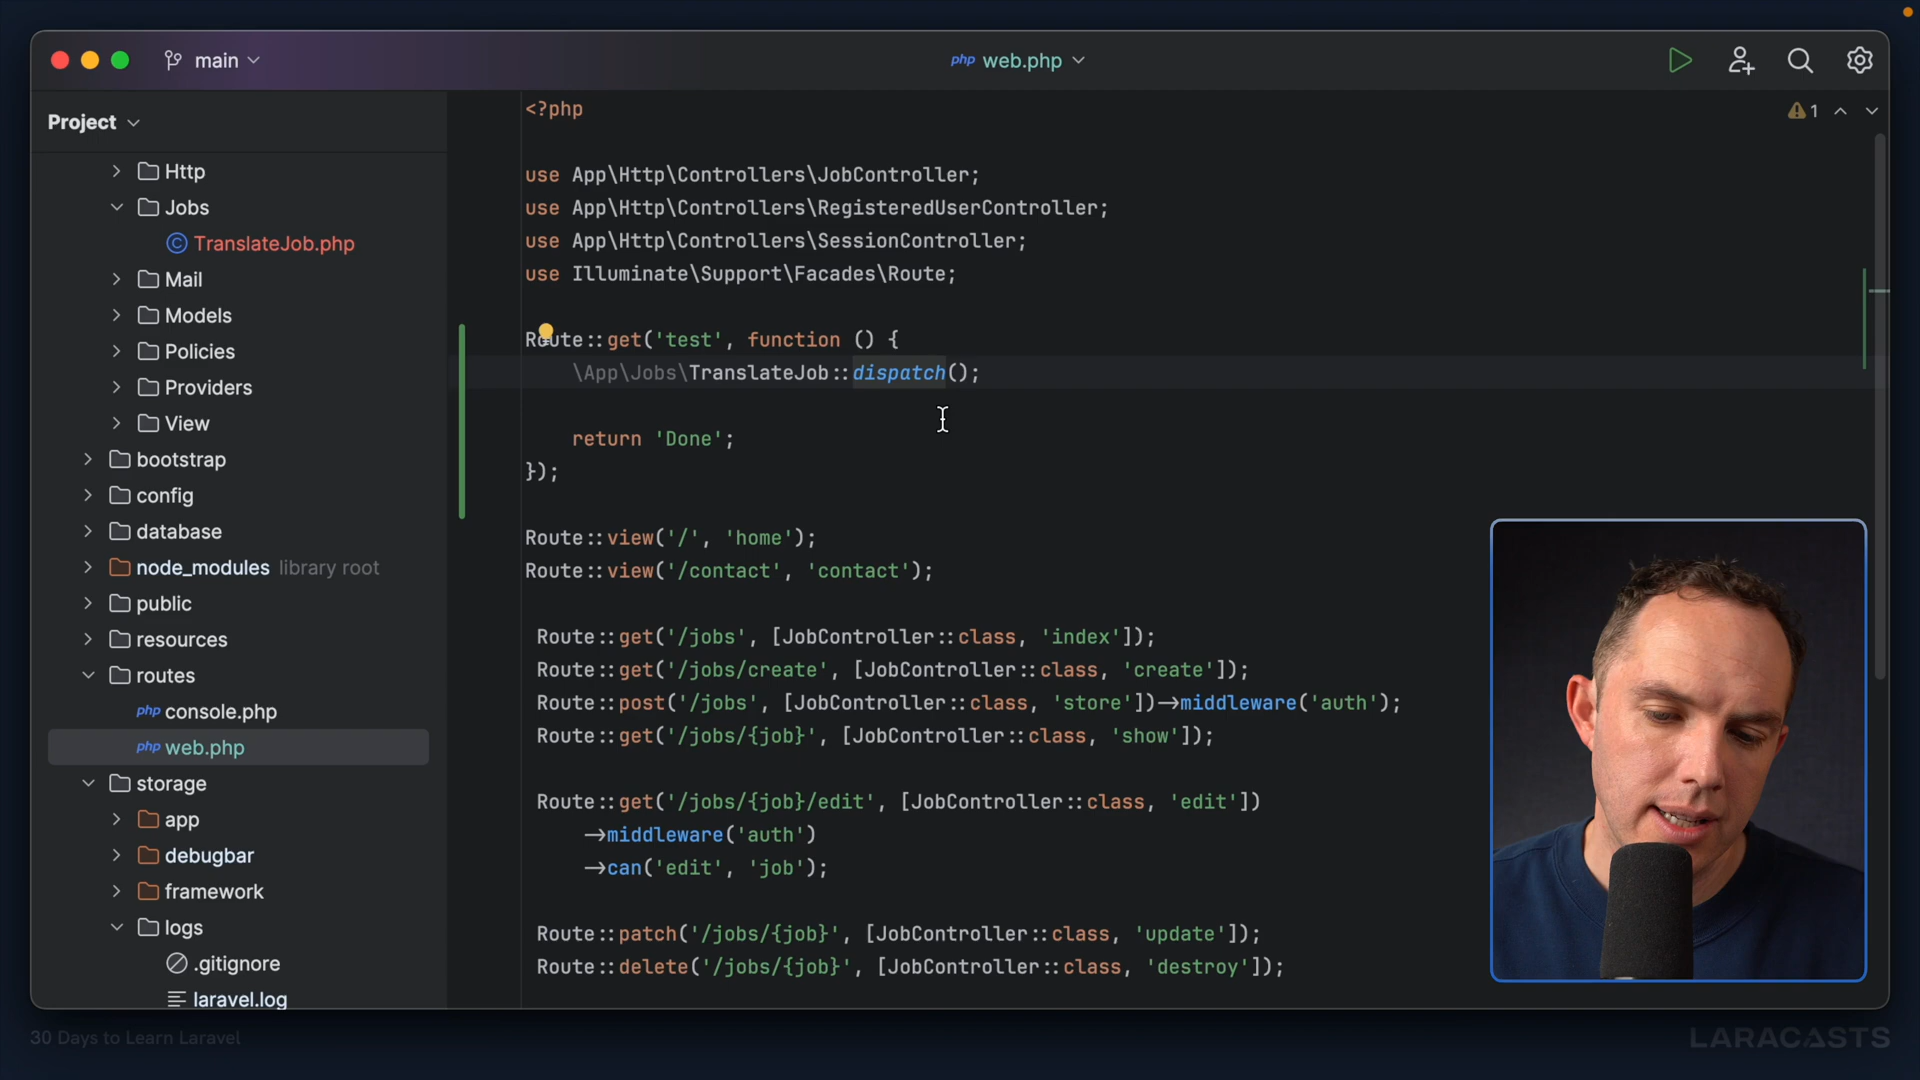 main
php web.php
1
Project
Http
Jobs
TranslateJob.php
Mail
Models
Policies
Providers
View
bootstrap
config
database
node_modules library root
public
resources
routes
php console.php
php web.php
storage
app
debugbar
framework
logs
.gitignore
laravel.log
<?php
use App\Http\Controllers\JobController;
use App\Http\Controllers\RegisteredUserController;
use App\Http\Controllers\SessionController;
use Illuminate\Support\Facades\Route;
Route::get('test', function () {
\App\Jobs\TranslateJob::dispatch();
return 'Done';
});
Route::view('/', 'home');
Route::view('/contact', 'contact');
Route::get('/jobs', [JobController::class, 'index']);
Route::get('/jobs/create', [JobController::class, 'create']);
Route::post('/jobs', [JobController::class, 'store'])->middleware('auth');
Route::get('/jobs/{job}', [JobController::class, 'show']);
Route::get('/jobs/{job}/edit', [JobController::class, 'edit'])
->middleware('auth')
->can('edit', 'job');
Route::patch('/jobs/{job}', [JobController::class, 'update']);
Route::delete('/jobs/{job}', [JobController::class, 'destroy']);
30 Days to Learn Laravel
LARACASTS